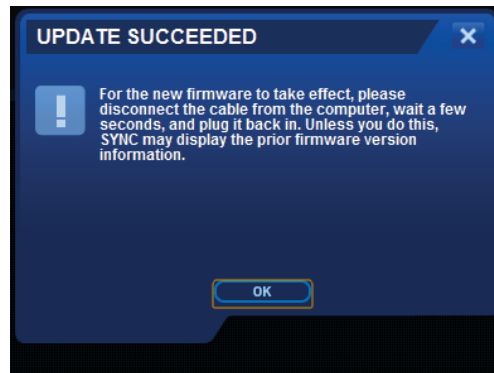 UPDATE SUCCEEDED
For the new firmware to take effect, please
disconnect the cable from the computer, wait a few
seconds, and plug it back in. Unless you do this,
SYNC may display the prior firmware version
information.
OK